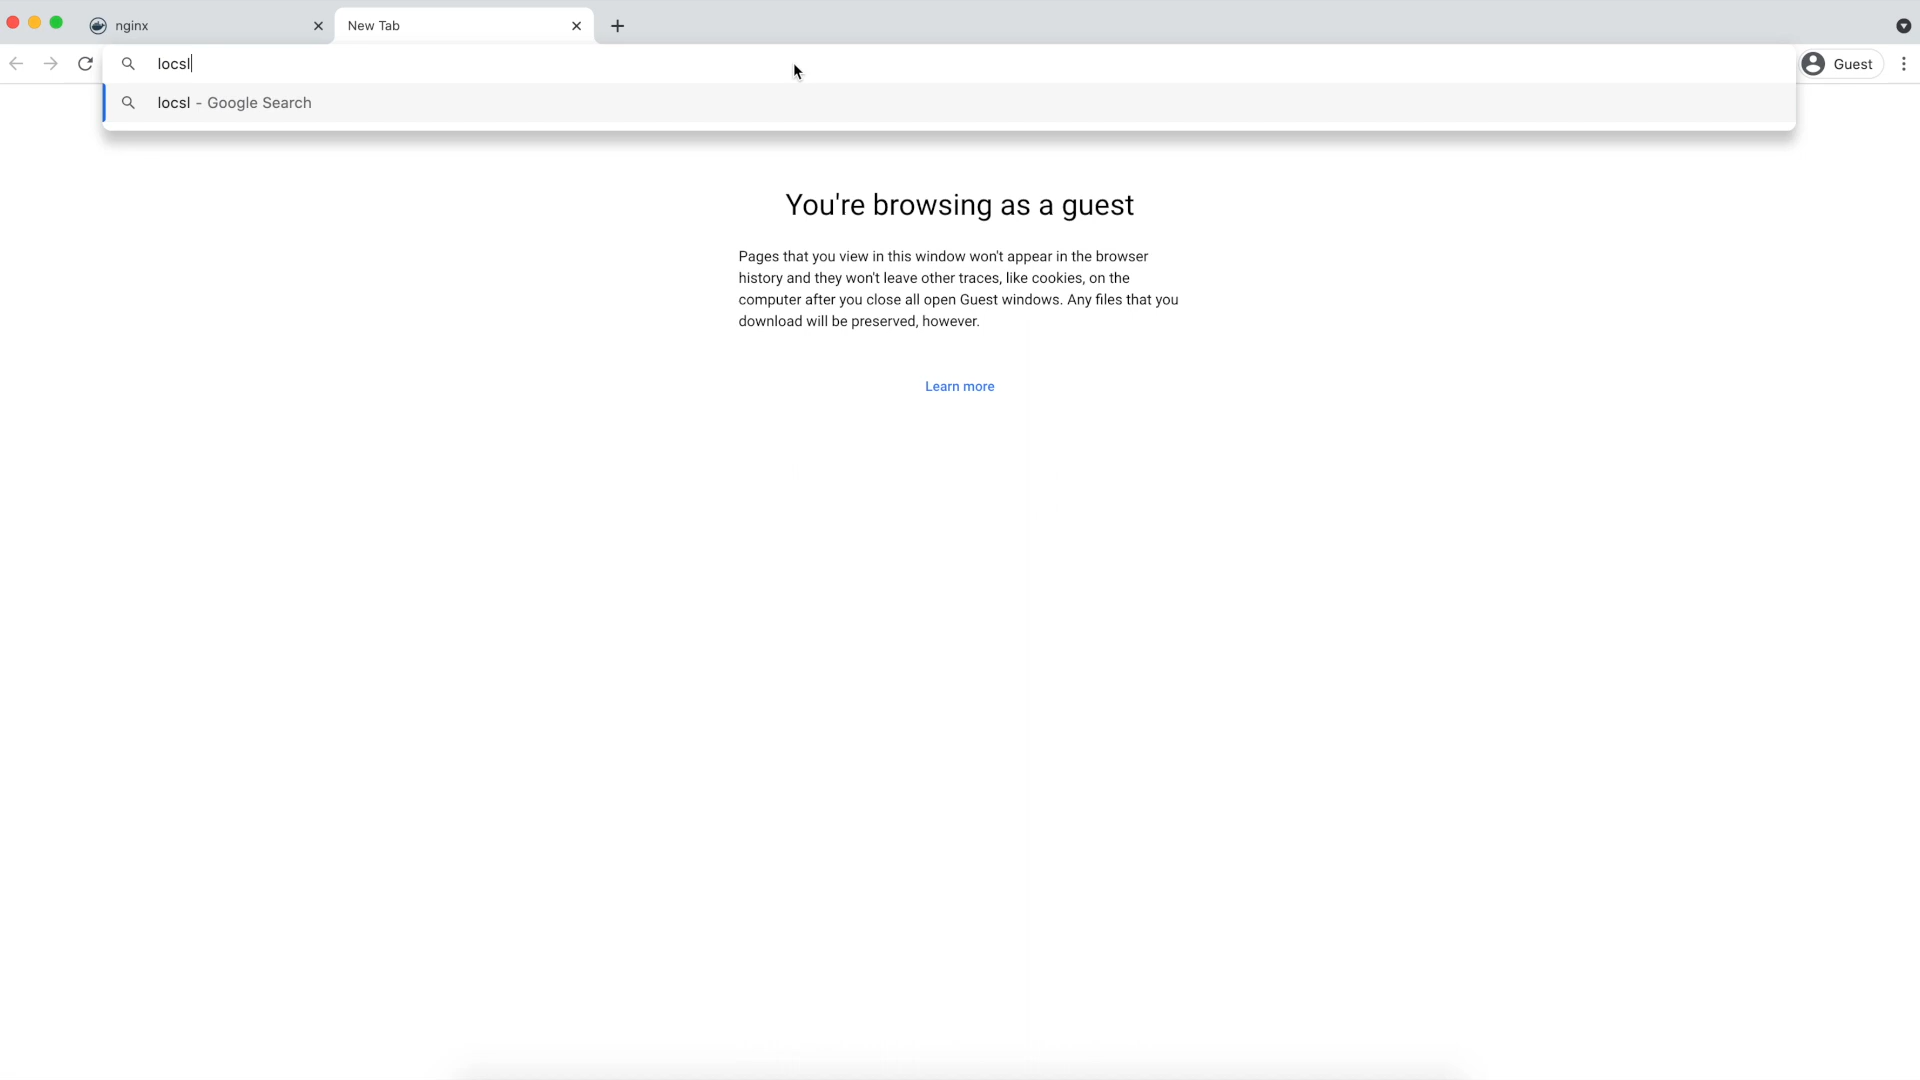 nginx
New Tab
locsl
Guest
locsl - Google Search
You're browsing as a guest
Pages that you view in this window won't appear in the browser
history and they won't leave other traces, like cookies, on the
computer after you close all open Guest windows. Any files that you
download will be preserved, however.
Learn more